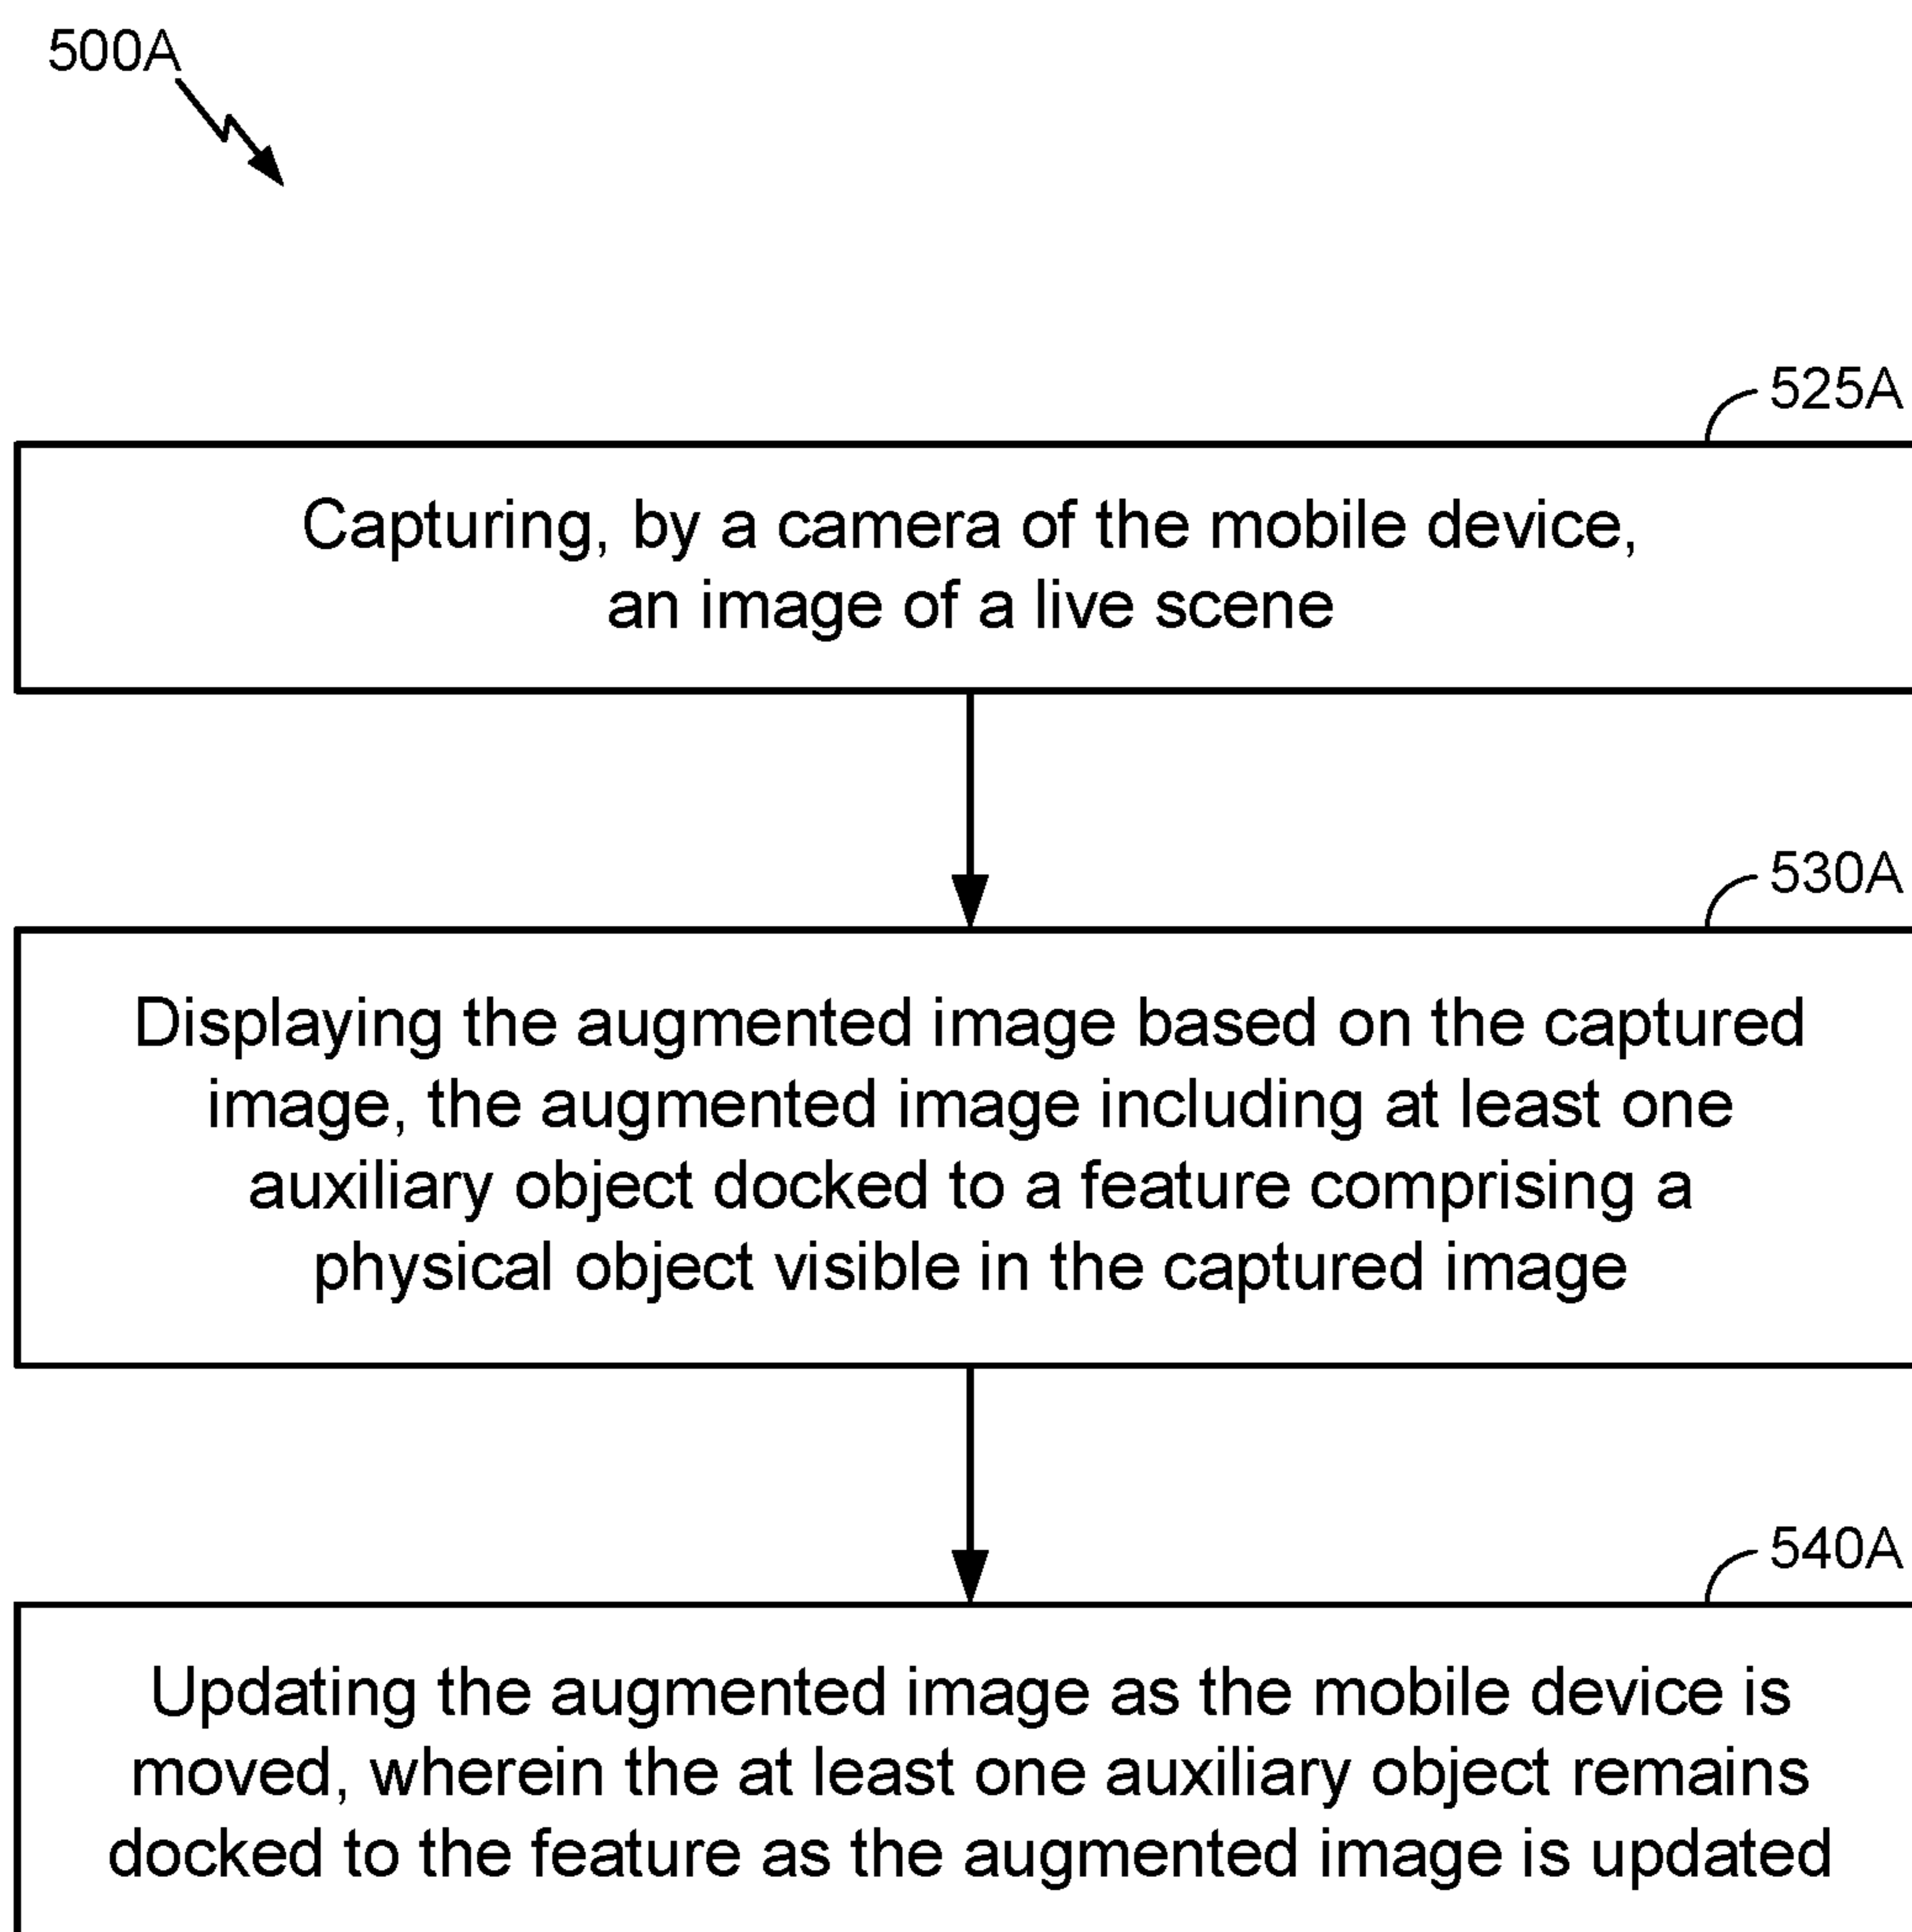 500A
525A
Capturing, by a camera of the mobile device,
an image of a live scene
530A
Displaying the augmented image based on the captured
image, the augmented image including at least one
auxiliary object docked to a feature comprising a
physical object visible in the captured image
540A
Updating the augmented image as the mobile device is
moved, wherein the at least one auxiliary object remains
docked to the feature as the augmented image is updated